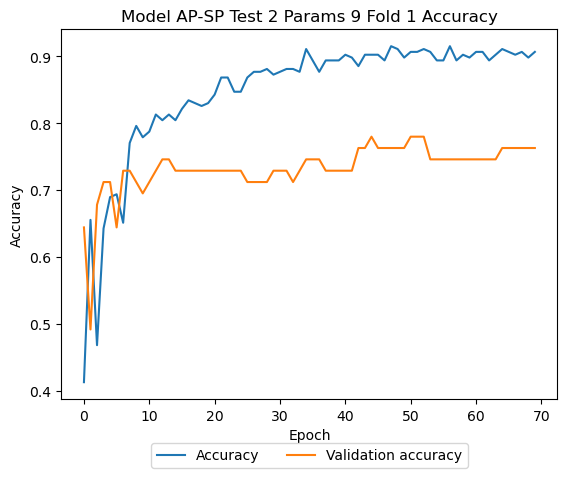 Model AP-SP Test 2 Params 9 Fold 1 Accuracy
Accuracy
0.9
0.8
0.7
0.6
0.5
0.4
0 10 20 30 40 50 60 70
Epoch
Accuracy Validation accuracy